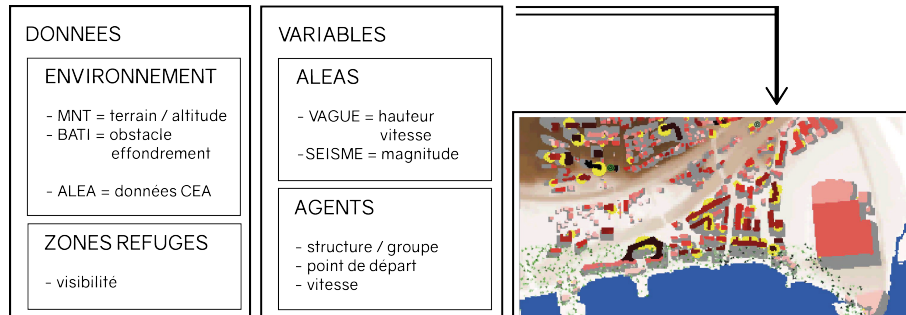 DONNEES
ENVIRONNEMENT
- MNT = terrain / altitude
- BATI = obstacle
effondrement
- ALEA = données CEA
ZONES REFUGES
- visibilité
VARIABLES
ALEAS
- VAGUE = hauteur
vitesse
-SEISME = magnitude
AGENTS
- structure / groupe
- point de départ
- vitesse